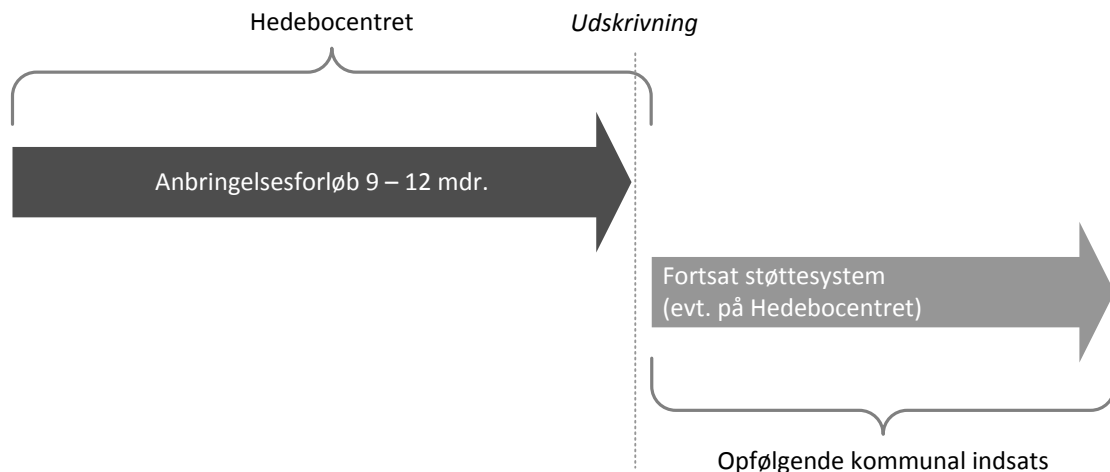 Hedebocentret
Udskrivning
Anbringelsesforløb 9 – 12 mdr.
Fortsat støttesystem
(evt. på Hedebocentret)
Opfølgende kommunal indsats